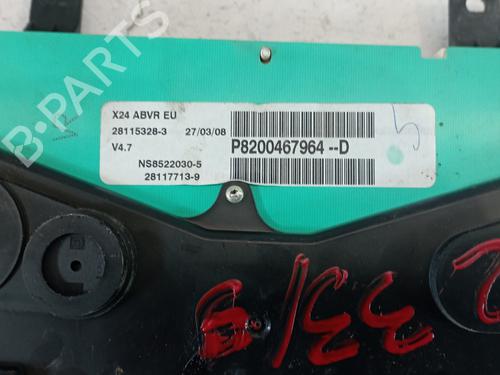 B-PARTS
X24 ABVR EU
28115328-3 27/03/08
V4.7
P8200467964--D
NS8522030-5
28117713-9
5